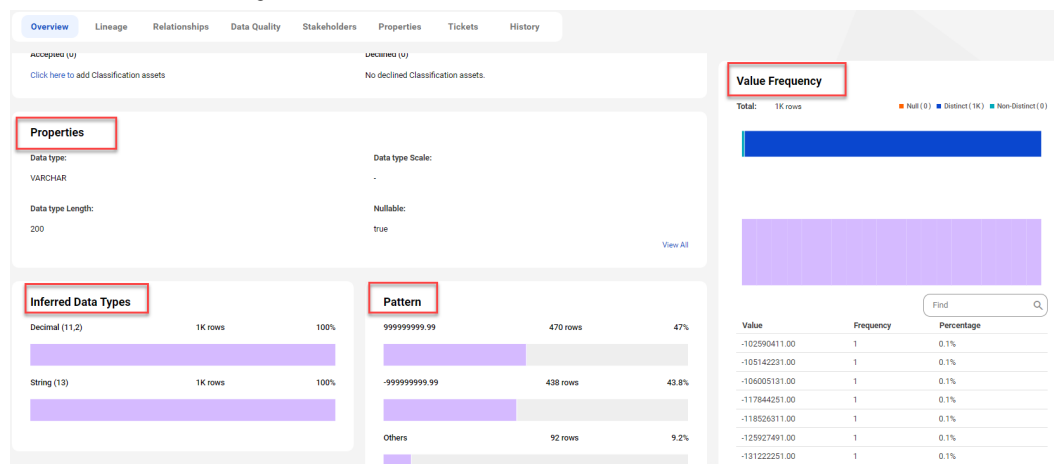 Overview Lineage Relationships Data Quality Stakeholders Properties Tickets History
Accepted (0) Declined (0)
Click here to add Classification assets No declined Classification assets.
Properties
Data type: Data type Scale:
VARCHAR -
Data type Length: Nullable:
200 true
View All
Inferred Data Types
Decimal (11,2) 1K rows 100%
String (13) 1K rows 100%
Pattern
999999999.99 470 rows 47%
-999999999.99 438 rows 43.8%
Others 92 rows 9.2%
Value Frequency
Total: 1K rows Null ( 0 ) Distinct ( 1K ) Non-Distinct ( 0 )
Find
Value Frequency Percentage
-102590411.00 1 0.1%
-105142231.00 1 0.1%
-106005131.00 1 0.1%
-117844251.00 1 0.1%
-118526311.00 1 0.1%
-125927491.00 1 0.1%
-131222251.00 1 0.1%